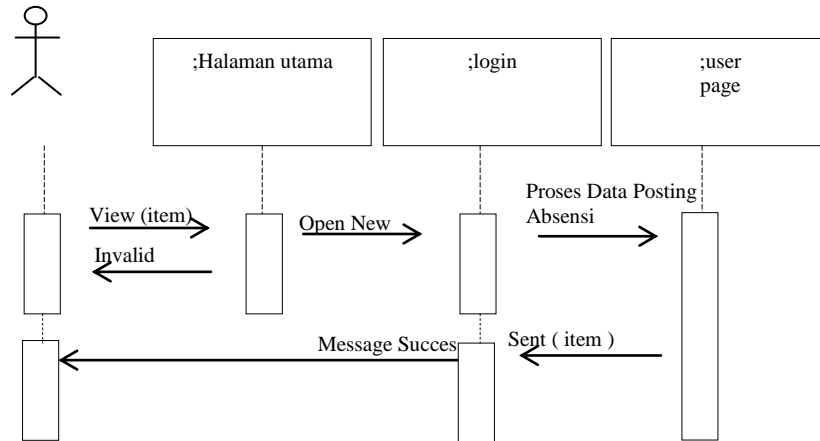 ;Halaman utama
;login
;user
page
View (item)
Open New
Proses Data Posting
Absensi
Invalid
Message Succes
Sent ( item )